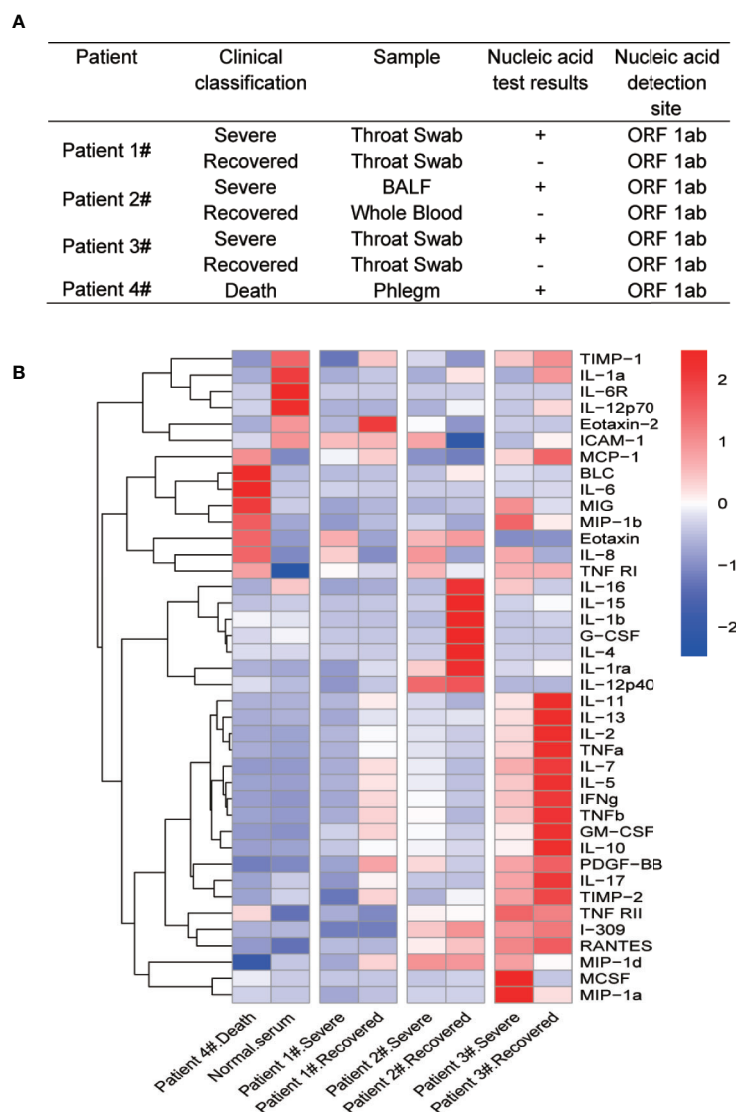 A
Patient Clinical classification Sample Nucleic acid test results Nucleic acid detection site
Patient 1# Severe Throat Swab + ORF 1ab
Recovered Throat Swab - ORF 1ab
Patient 2# Severe BALF + ORF 1ab
Recovered Whole Blood - ORF 1ab
Patient 3# Severe Throat Swab + ORF 1ab
Recovered Throat Swab - ORF 1ab
Patient 4# Death Phlegm + ORF 1ab
B
TIMP-1
IL-1a
IL-6R
IL-12p70
Eotaxin-2
ICAM-1
MCP-1
BLC
IL-6
MIG
MIP-1b
Eotaxin
IL-8
TNF RI
IL-16
IL-15
IL-1b
G-CSF
IL-4
IL-1ra
IL-12p40
IL-11
IL-13
IL-2
TNFa
IL-7
IL-5
IFNg
TNFb
GM-CSF
IL-10
PDGF-BB
IL-17
TIMP-2
TNF RII
I-309
RANTES
MIP-1d
MCSF
MIP-1a
2
1
0
-1
-2
Patient 4#.Death
Normal.serum
Patient 1#.Severe
Patient 1#.Recovered
Patient 2#.Severe
Patient 2#.Recovered
Patient 3#.Severe
Patient 3#.Recovered